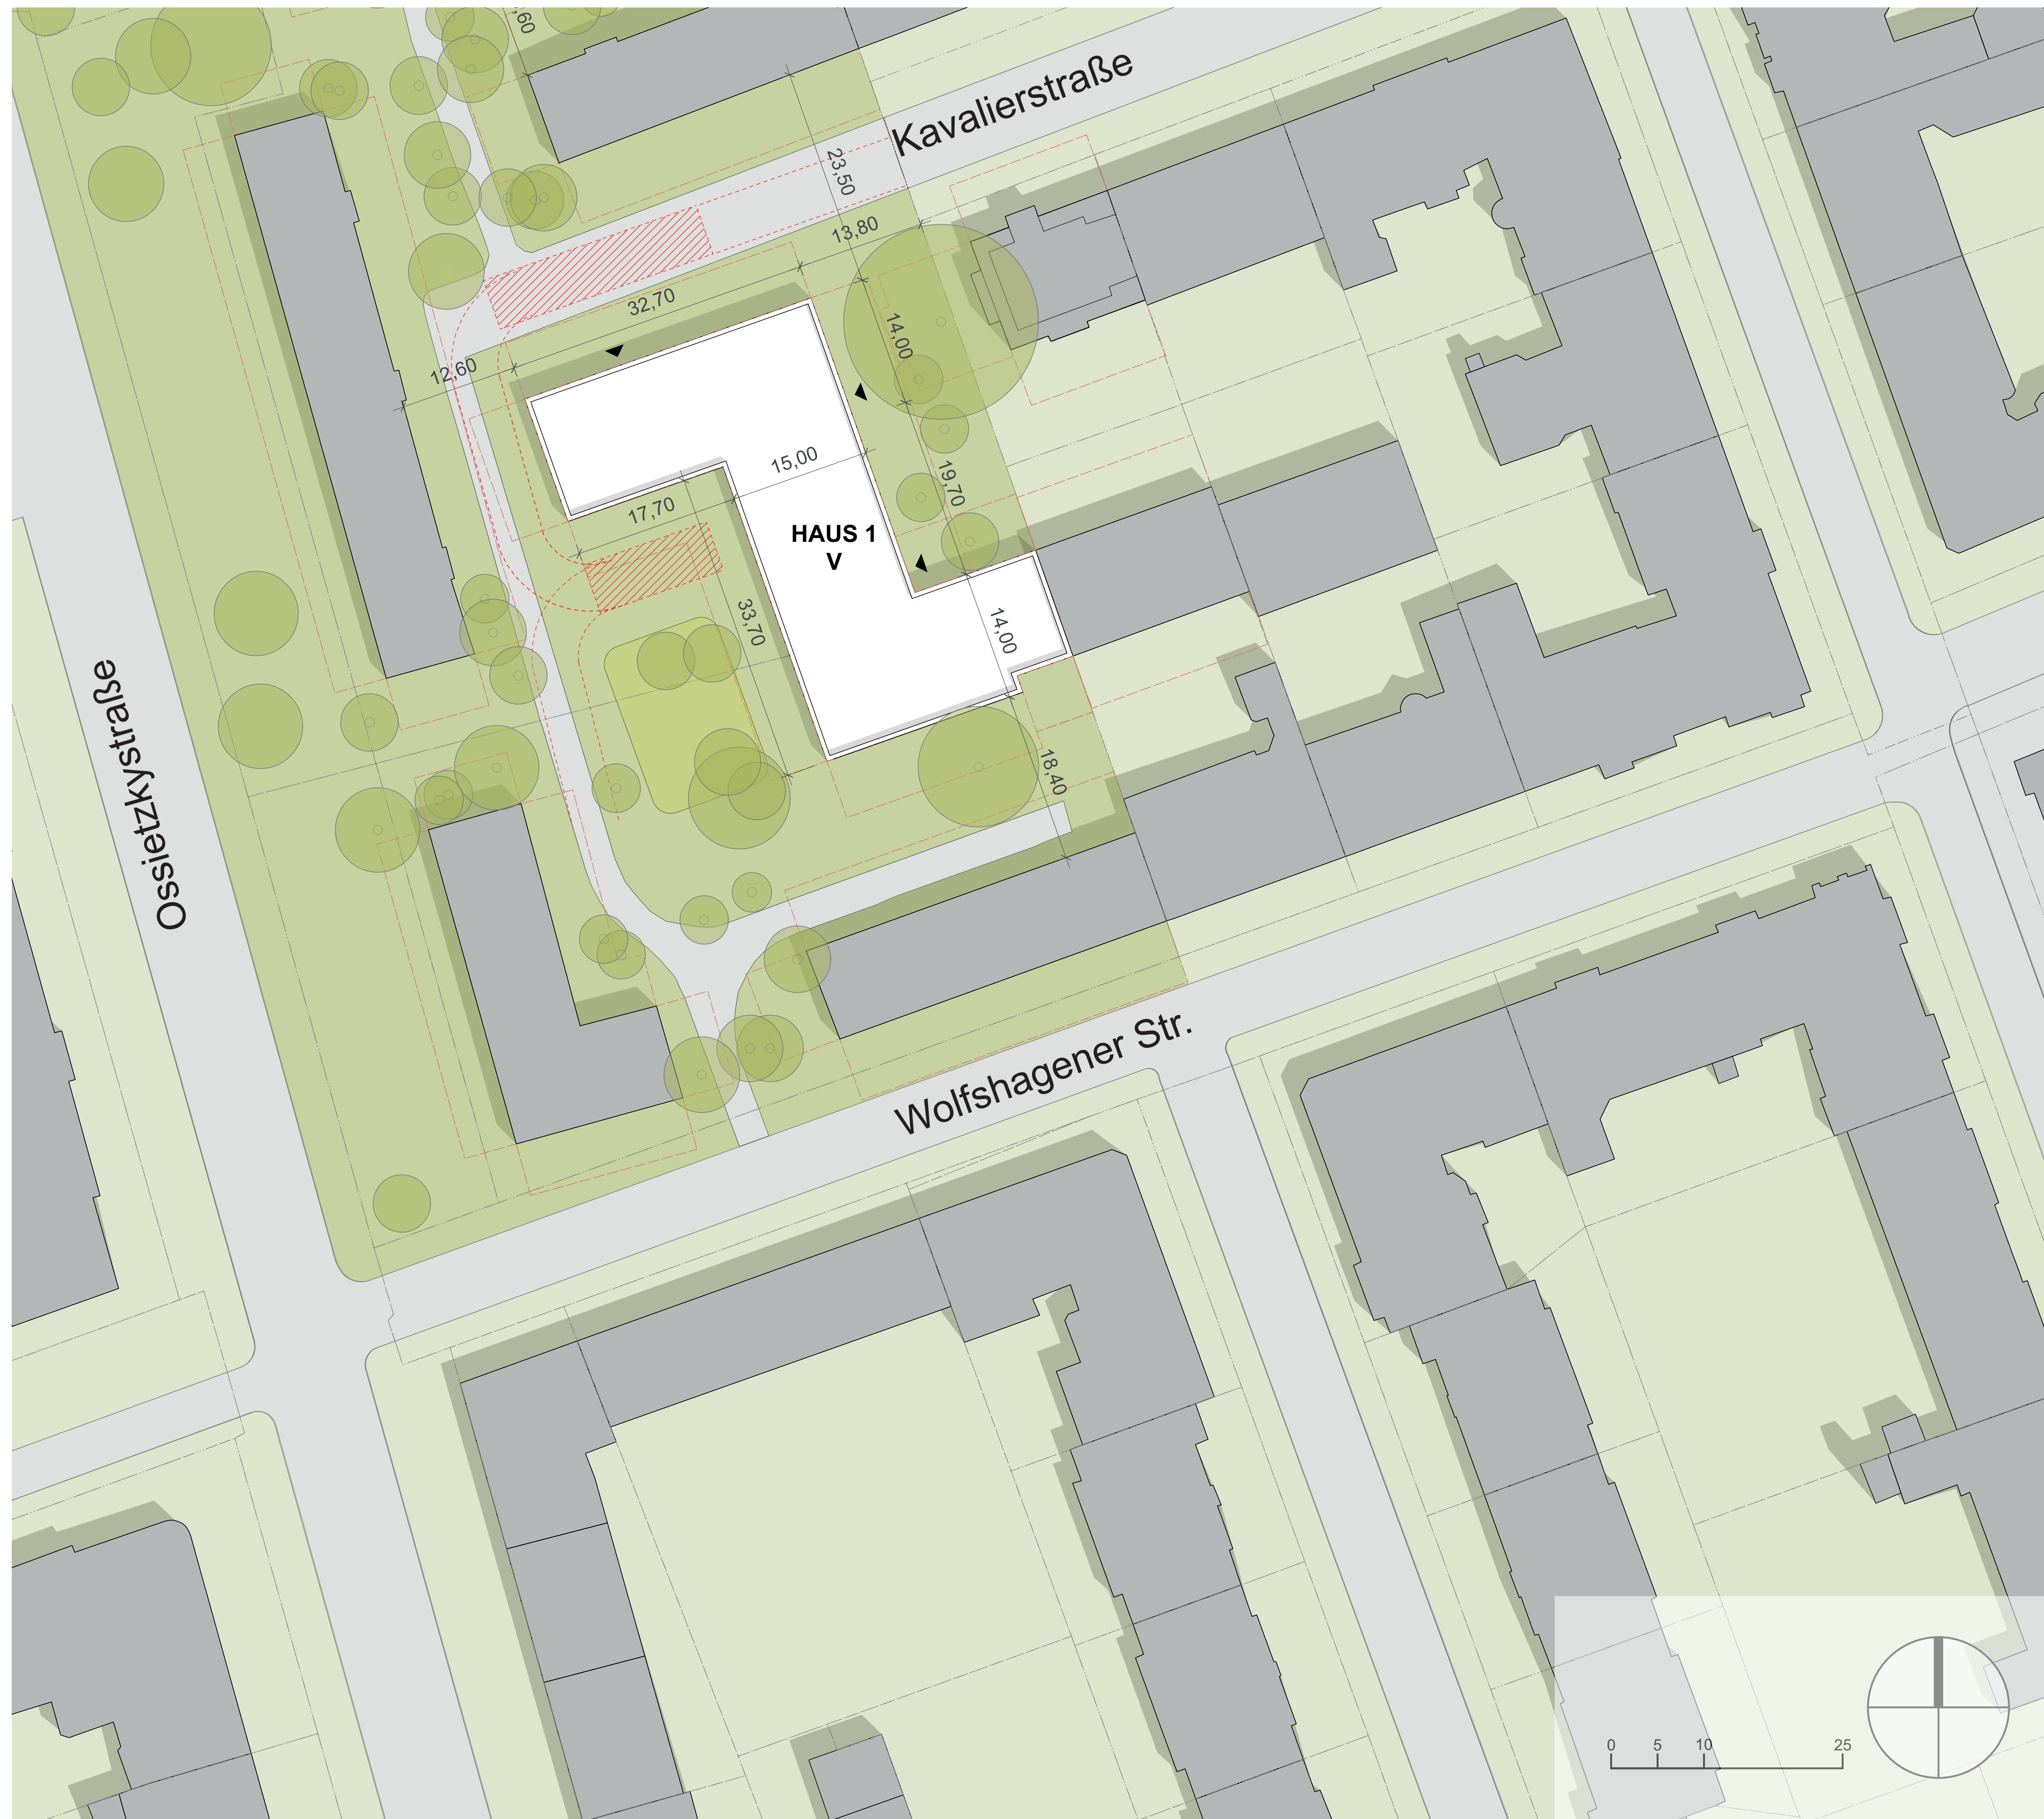 Kavalierstraße
23,50
13,80
32,70
14,00
12,60
15,00
19,70
17,70
HAUS 1
V
33,70
14,00
18,40
Ossietzkystraße
Wolfshagener Str.
0 5 10 25